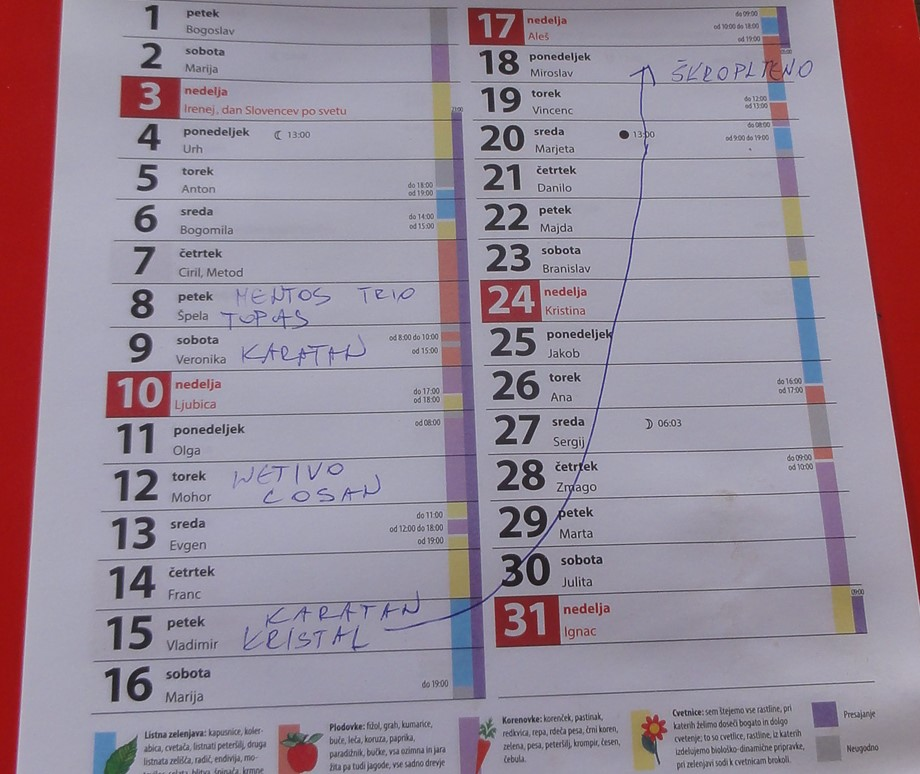 1 petek
Bogoslav
2 sobota
Marija
3 nedelja
Irenej, dan Slovencev po svetu
4 ponedeljek 13:00
Urh
5 torek
Anton do 18:00
od 19:00
6 sreda do 14:00
Bogomila od 15:00
7 četrtek
Ciril, Metod
8 petek MENTOS TRIO
Špela TOPAS
9 sobota od 8:00 do 10:00
Veronika KARATAN od 15:00
10 nedelja do 17:00
Ljubica od 18:00
11 ponedeljek od 08:00
Olga
12 torek WETIVO
Mohor COSAN
13 sreda do 11:00
od 12:00 do 18:00
Evgen od 19:00
14 četrtek
Franc
15 petek KARATAN
Vladimir KRISTAL
16 sobota
Marija do 19:00
17 nedelja do 09:00
od 10:00 do 18:00
Aleš od 19:00
18 ponedeljek
Miroslav ŠKROPLJENO
19 torek do 12:00
Vincenc od 13:00
20 sreda 13:00 do 08:00
Marjeta od 9:00 do 19:00
21 četrtek
Danilo
22 petek
Majda
23 sobota
Branislav
24 nedelja
Kristina
25 ponedeljek
Jakob
26 torek do 16:00
Ana od 17:00
27 sreda 06:03
Sergij
28 četrtek do 09:00
Zmago od 10:00
29 petek
Marta
30 sobota
Julita
31 nedelja 09:00
Ignac
Listna zelenjava: kapusnice, koler-
abica, cvetača, listnati peteršilj, druga
listnata zelišča, radič, endivija, mo-
Plodovke: fižol, grah, kumarice,
buče, leča, koruza, paprika,
paradižnik, bučke, vsa ozimna in jara
žita pa tudi jagode, vse sadno drevje
Korenovke: korenček, pastinak,
redkvica, repa, rdeča pesa, črni koren,
zelena, pesa, peteršilj, krompir, česen,
čebula.
Cvetnice: sem štejemo vse rastline, pri
katerih želimo doseči bogato in dolgo
cvetenje; to so cvetlice, rastline, iz katerih
izdelujemo biološko-dinamične pripravke,
pri zelenjavi sodi k cvetnicam brokoli.
Presajanje
Neugodno